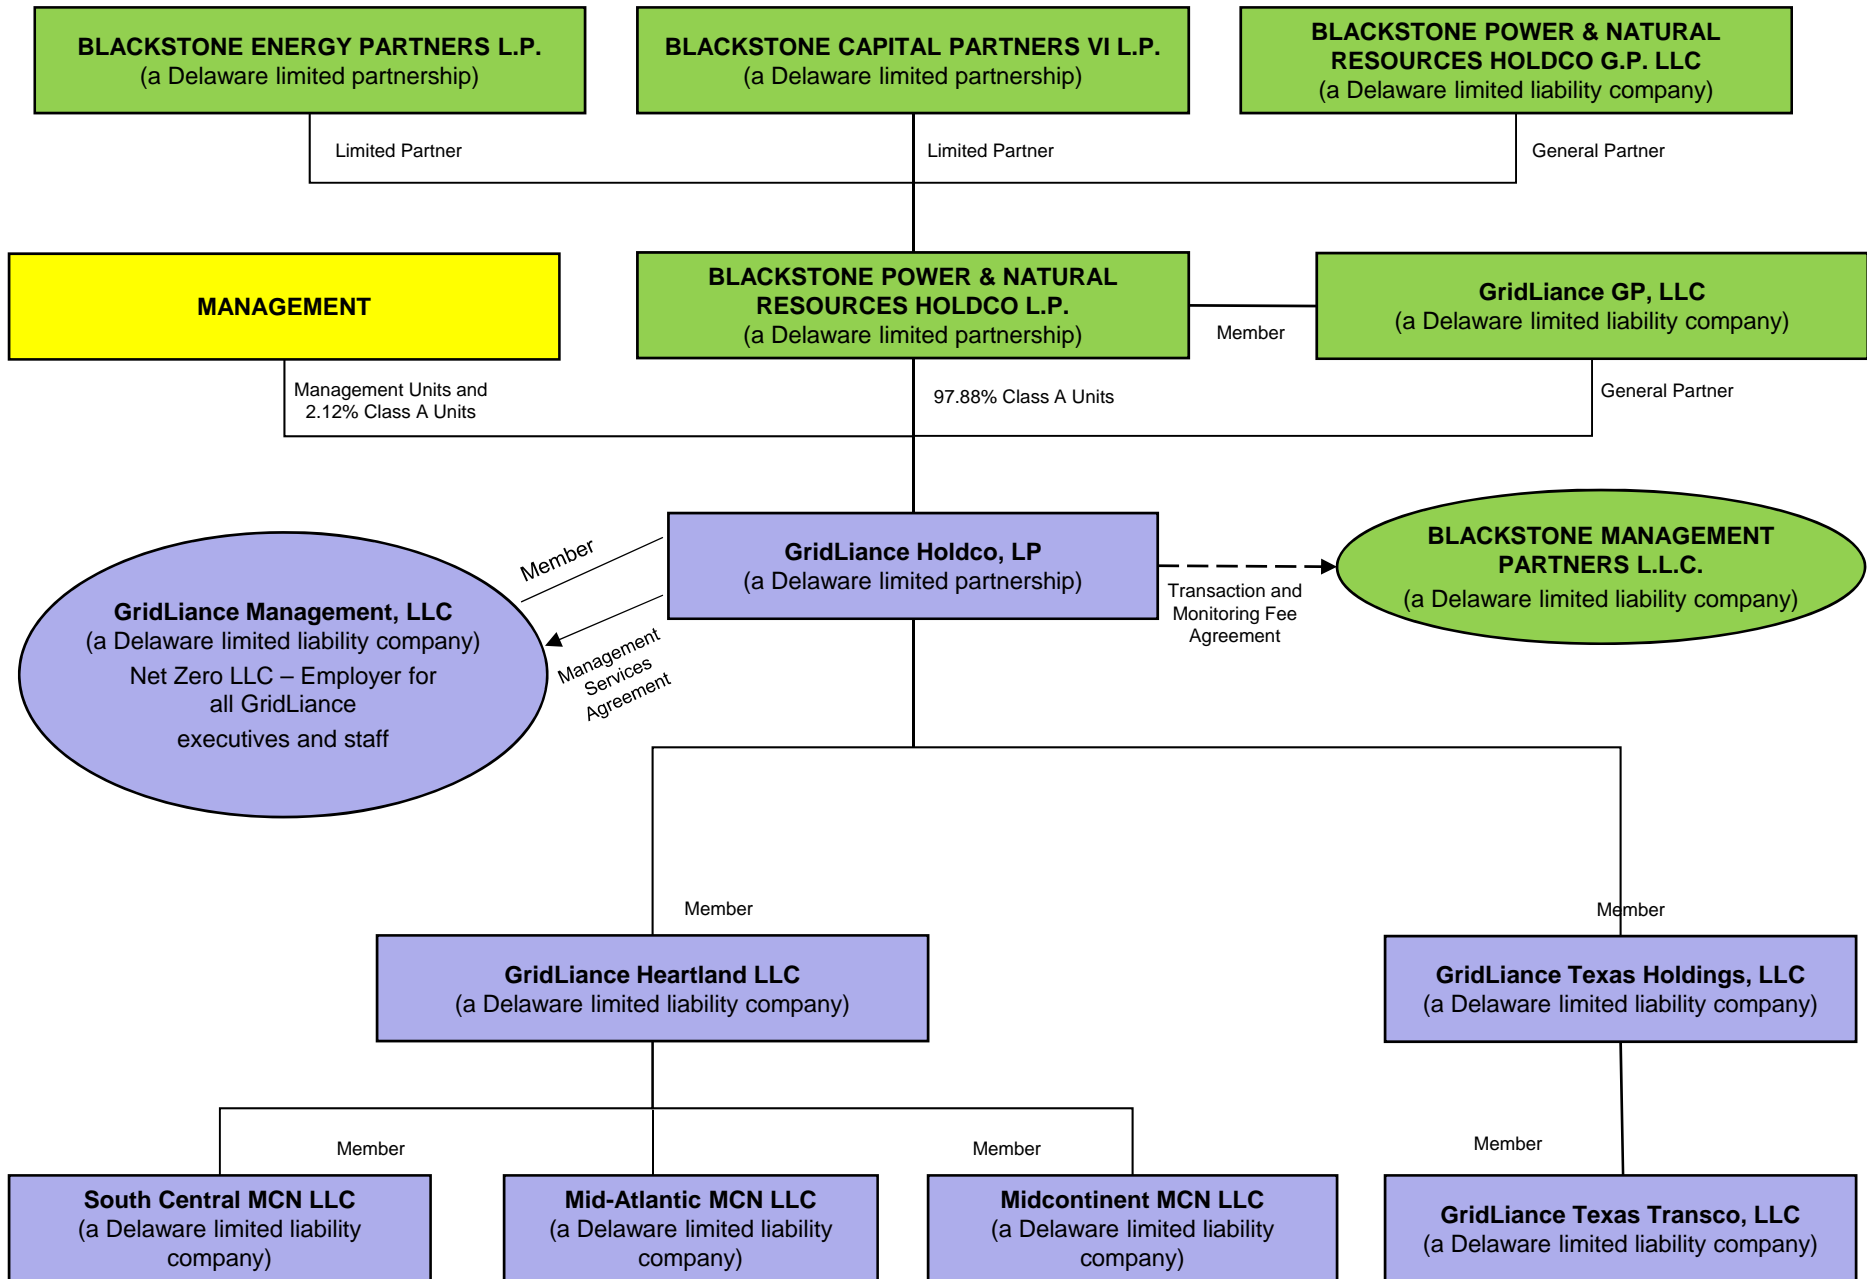 BLACKSTONE ENERGY PARTNERS L.P.
(a Delaware limited partnership)
BLACKSTONE CAPITAL PARTNERS VI L.P.
(a Delaware limited partnership)
BLACKSTONE POWER & NATURAL
RESOURCES HOLDCO G.P. LLC
(a Delaware limited liability company)
Limited Partner
Limited Partner
General Partner
MANAGEMENT
BLACKSTONE POWER & NATURAL
RESOURCES HOLDCO L.P.
(a Delaware limited partnership)
Member
GridLiance GP, LLC
(a Delaware limited liability company)
Management Units and
2.12% Class A Units
97.88% Class A Units
General Partner
GridLiance Management, LLC
(a Delaware limited liability company)
Net Zero LLC – Employer for
all GridLiance
executives and staff
Member
Management
Services
Agreement
GridLiance Holdco, LP
(a Delaware limited partnership)
Transaction and
Monitoring Fee
Agreement
BLACKSTONE MANAGEMENT
PARTNERS L.L.C.
(a Delaware limited liability company)
Member
Member
GridLiance Heartland LLC
(a Delaware limited liability company)
GridLiance Texas Holdings, LLC
(a Delaware limited liability company)
Member
Member
Member
South Central MCN LLC
(a Delaware limited liability
company)
Mid-Atlantic MCN LLC
(a Delaware limited liability
company)
Midcontinent MCN LLC
(a Delaware limited liability
company)
GridLiance Texas Transco, LLC
(a Delaware limited liability company)